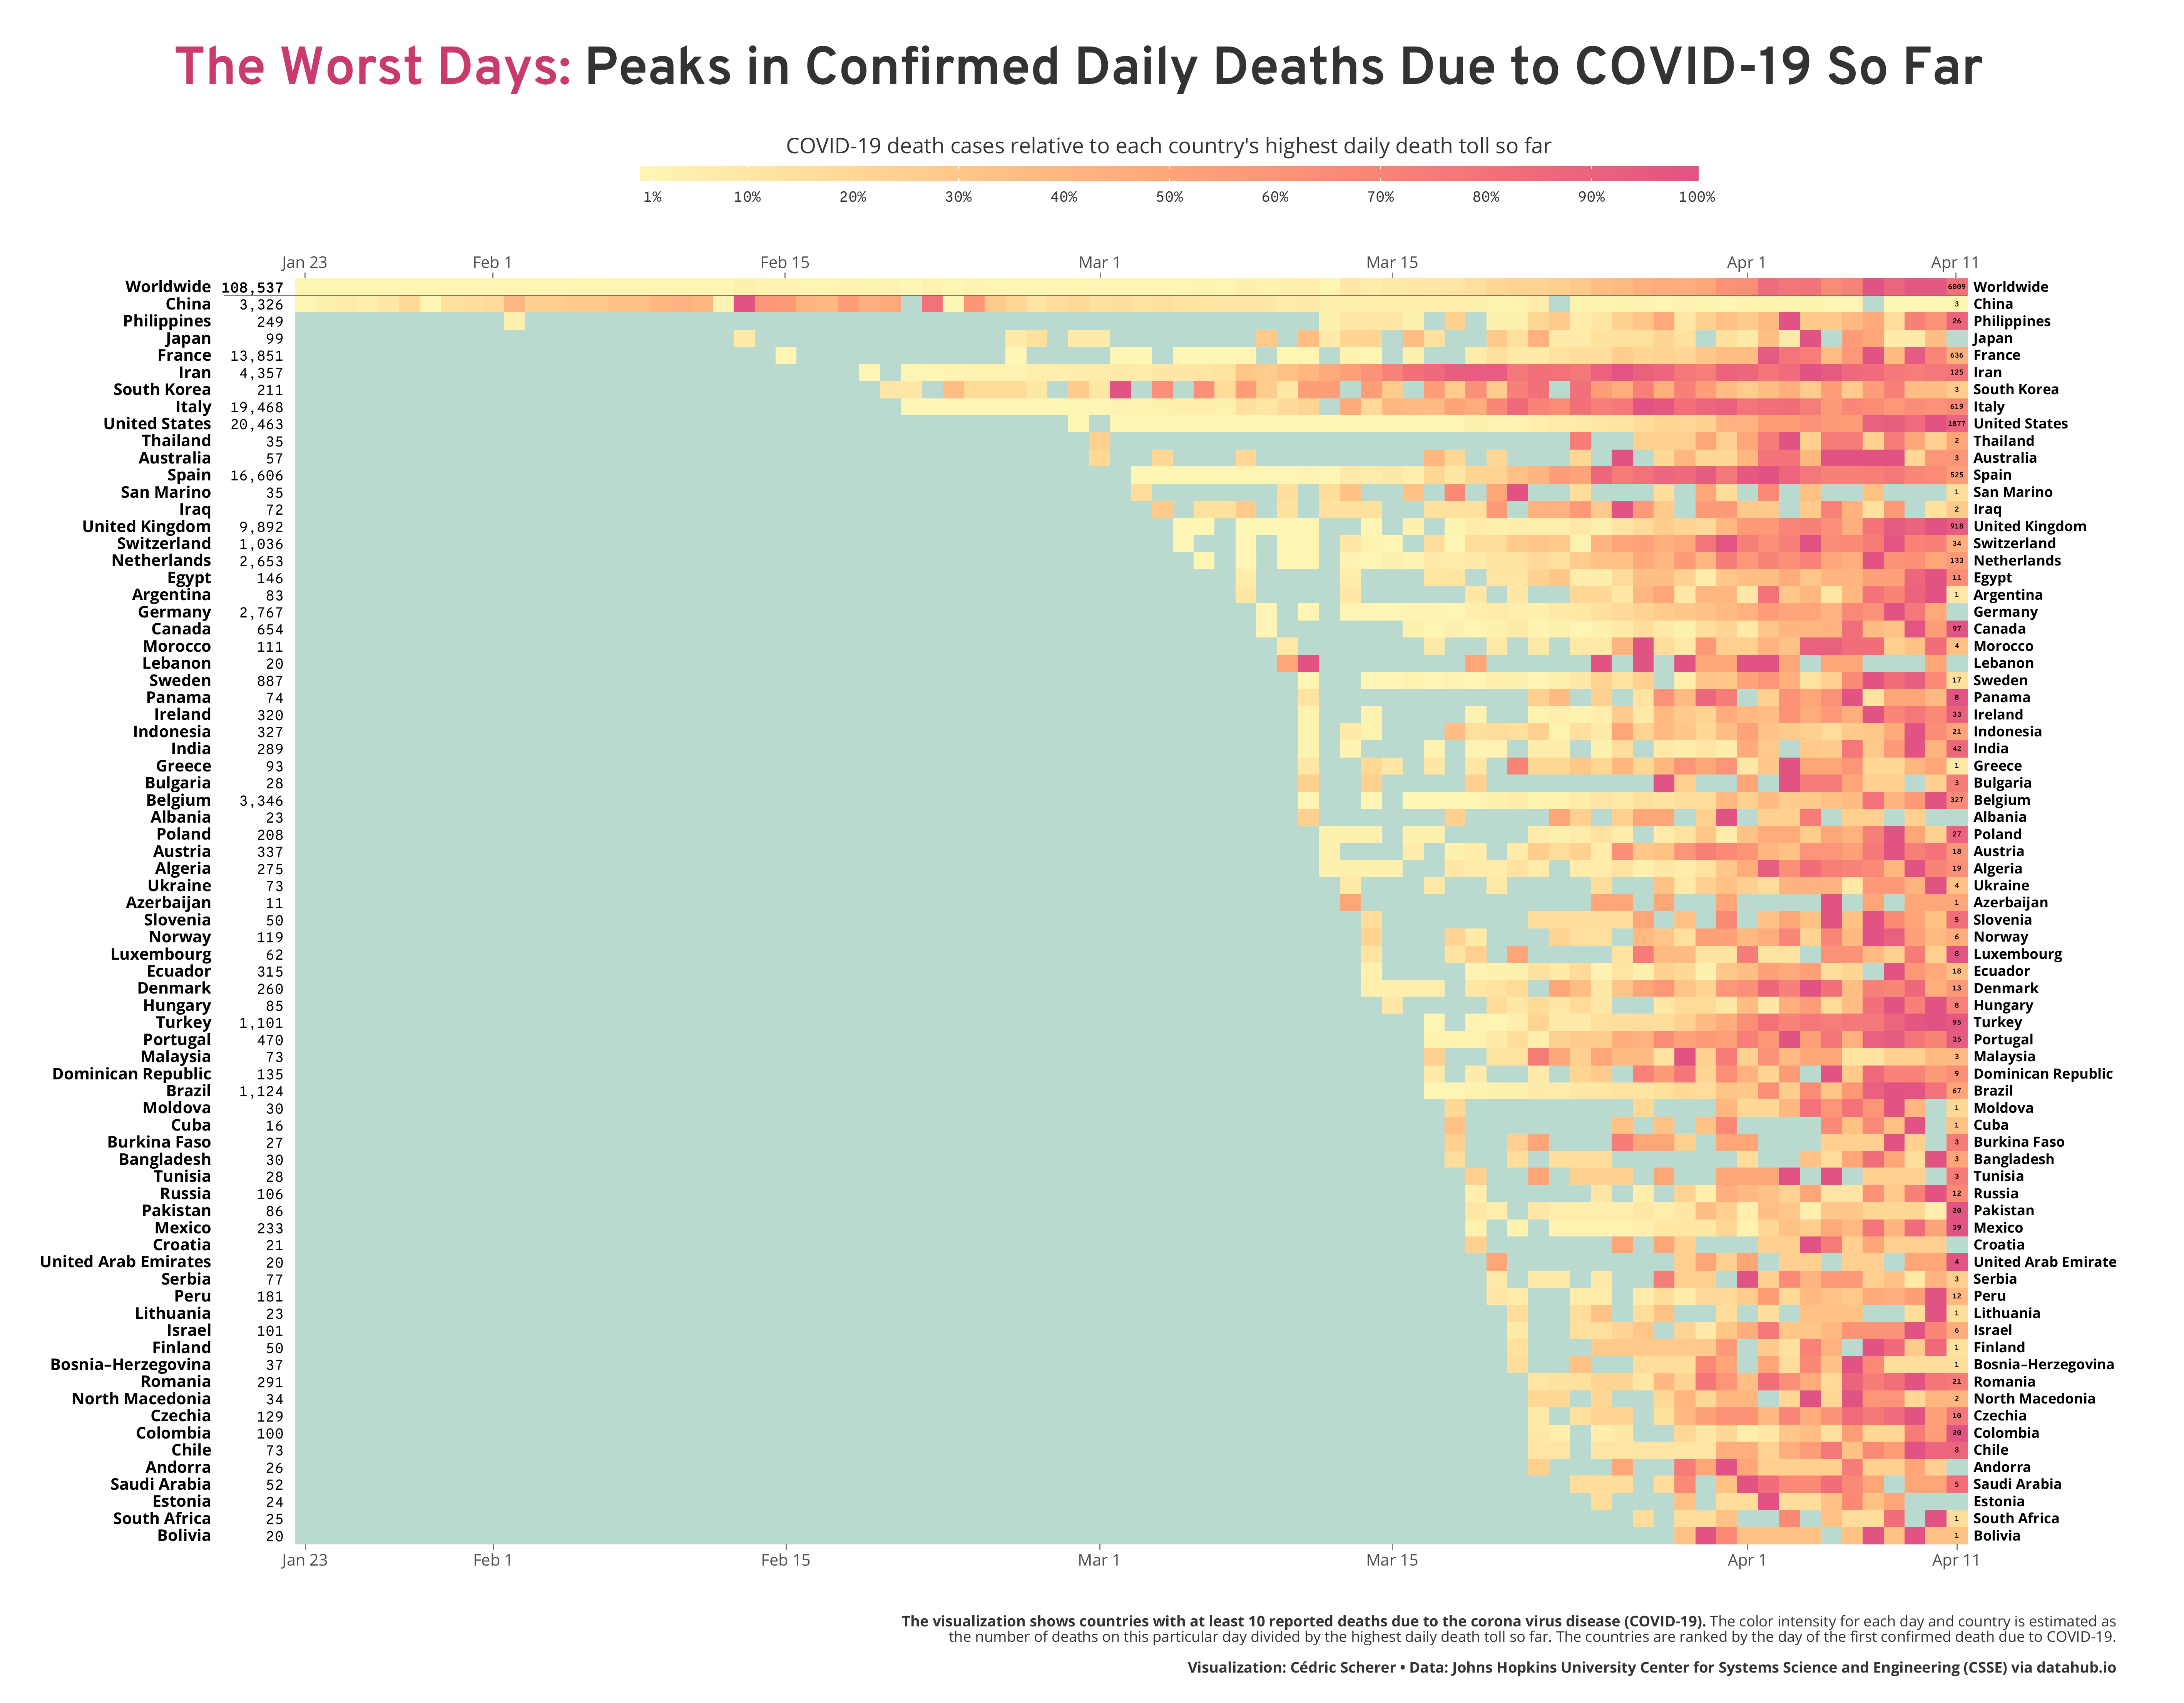 The Worst Days: Peaks in Confirmed Daily Deaths Due to COVID-19 So Far
COVID-19 death cases relative to each country's highest daily death toll so far
1% 10% 20% 30% 40% 50% 60% 70% 80% 90% 100%
Jan 23 Feb 1 Feb 15 Mar 1 Mar 15 Apr 1 Apr 11
Worldwide 108,537 6009 Worldwide
China 3,326 3 China
Philippines 249 26 Philippines
Japan 99 Japan
France 13,851 636 France
Iran 4,357 125 Iran
South Korea 211 3 South Korea
Italy 19,468 619 Italy
United States 20,463 1877 United States
Thailand 35 2 Thailand
Australia 57 3 Australia
Spain 16,606 525 Spain
San Marino 35 1 San Marino
Iraq 72 2 Iraq
United Kingdom 9,892 918 United Kingdom
Switzerland 1,036 34 Switzerland
Netherlands 2,653 133 Netherlands
Egypt 146 11 Egypt
Argentina 83 1 Argentina
Germany 2,767 Germany
Canada 654 97 Canada
Morocco 111 4 Morocco
Lebanon 20 Lebanon
Sweden 887 17 Sweden
Panama 74 8 Panama
Ireland 320 33 Ireland
Indonesia 327 21 Indonesia
India 289 42 India
Greece 93 1 Greece
Bulgaria 28 3 Bulgaria
Belgium 3,346 327 Belgium
Albania 23 Albania
Poland 208 27 Poland
Austria 337 18 Austria
Algeria 275 19 Algeria
Ukraine 73 4 Ukraine
Azerbaijan 11 1 Azerbaijan
Slovenia 50 5 Slovenia
Norway 119 6 Norway
Luxembourg 62 8 Luxembourg
Ecuador 315 18 Ecuador
Denmark 260 13 Denmark
Hungary 85 8 Hungary
Turkey 1,101 95 Turkey
Portugal 470 35 Portugal
Malaysia 73 3 Malaysia
Dominican Republic 135 9 Dominican Republic
Brazil 1,124 67 Brazil
Moldova 30 1 Moldova
Cuba 16 1 Cuba
Burkina Faso 27 3 Burkina Faso
Bangladesh 30 3 Bangladesh
Tunisia 28 3 Tunisia
Russia 106 12 Russia
Pakistan 86 20 Pakistan
Mexico 233 39 Mexico
Croatia 21 Croatia
United Arab Emirates 20 4 United Arab Emirate
Serbia 77 3 Serbia
Peru 181 12 Peru
Lithuania 23 1 Lithuania
Israel 101 6 Israel
Finland 50 1 Finland
Bosnia–Herzegovina 37 1 Bosnia–Herzegovina
Romania 291 21 Romania
North Macedonia 34 2 North Macedonia
Czechia 129 10 Czechia
Colombia 100 20 Colombia
Chile 73 8 Chile
Andorra 26 Andorra
Saudi Arabia 52 5 Saudi Arabia
Estonia 24 Estonia
South Africa 25 1 South Africa
Bolivia 20 1 Bolivia
Jan 23 Feb 1 Feb 15 Mar 1 Mar 15 Apr 1 Apr 11
The visualization shows countries with at least 10 reported deaths due to the corona virus disease (COVID-19). The color intensity for each day and country is estimated as
the number of deaths on this particular day divided by the highest daily death toll so far. The countries are ranked by the day of the first confirmed death due to COVID-19.
Visualization: Cédric Scherer • Data: Johns Hopkins University Center for Systems Science and Engineering (CSSE) via datahub.io